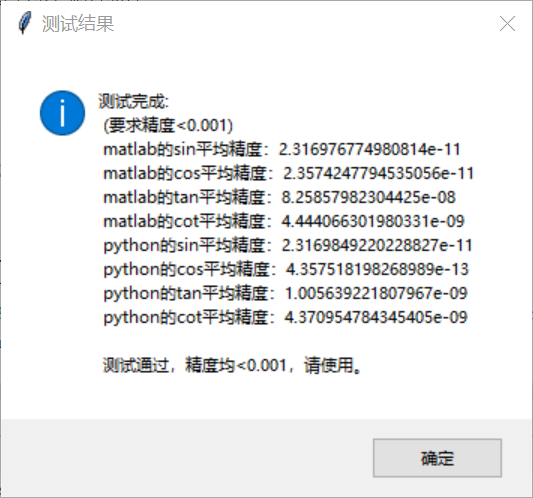 测试结果
测试完成:
(要求精度<0.001)
matlab的sin平均精度：2.316976774980814e-11
matlab的cos平均精度：2.3574247794535056e-11
matlab的tan平均精度：8.25857982304425e-08
matlab的cot平均精度：4.444066301980331e-09
python的sin平均精度：2.3169849220228827e-11
python的cos平均精度：4.357518198268989e-13
python的tan平均精度：1.005639221807967e-09
python的cot平均精度：4.370954784345405e-09
测试通过，精度均<0.001，请使用。
确定